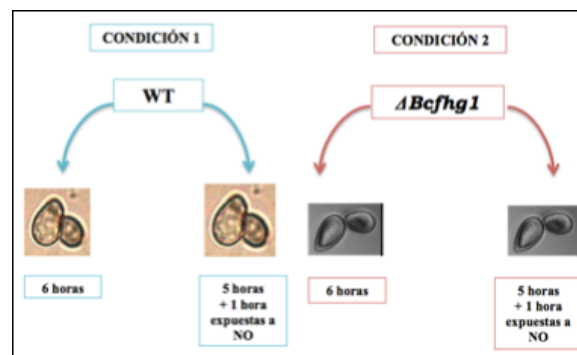 CONDICIÓN 1
CONDICIÓN 2
WT
ΔBcfhg1
6 horas
5 horas
+ 1 hora
expuestas a
NO
6 horas
5 horas
+ 1 hora
expuestas a
NO